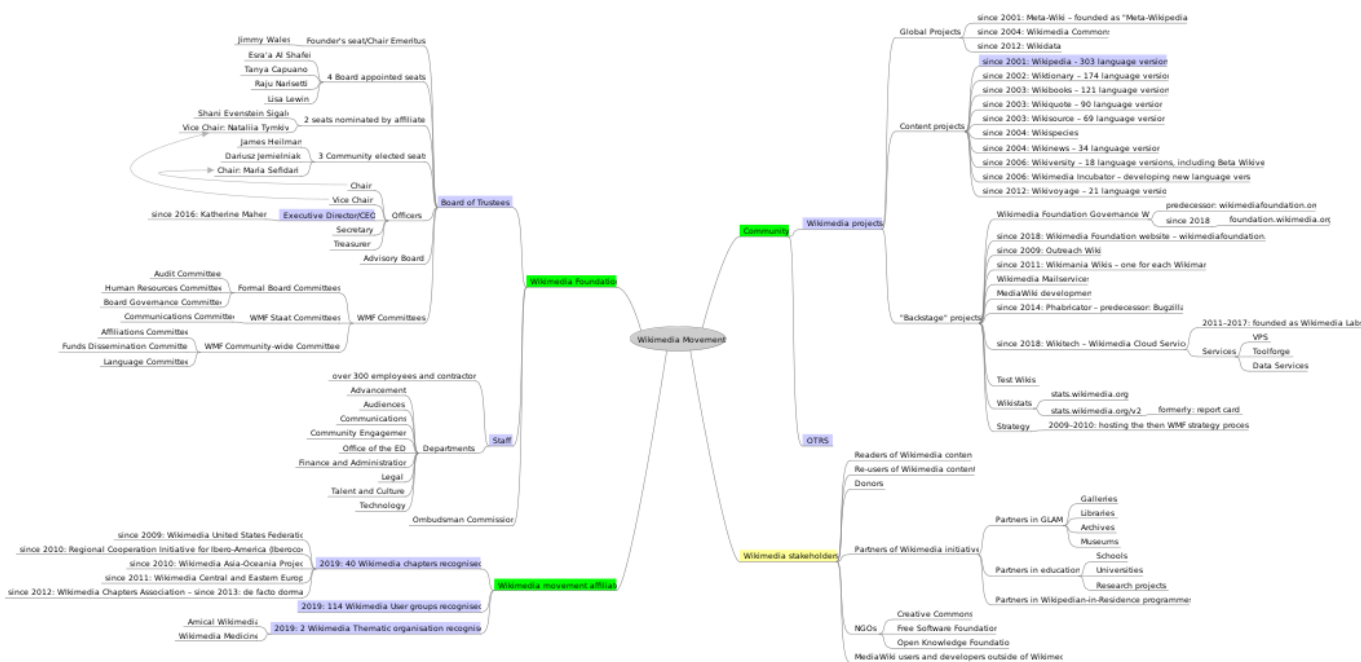 Jimmy Wales
Founder's seat/Chair Emeritus
Esra'a Al Shafei
Tanya Capuano
Raju Narisetti
Lisa Lewin
4 Board appointed seats
Shani Evenstein Sigalo
Vice Chair: Nataliia Tymkiv
2 seats nominated by affiliate
James Heilman
Dariusz Jemielniak
Chair: Maria Sefidari
3 Community elected seats
Chair
Vice Chair
since 2016: Katherine Maher
Executive Director/CEO
Officers
Secretary
Treasurer
Advisory Board
Board of Trustees
Audit Committee
Human Resources Committee
Board Governance Committe
Formal Board Committees
Communications Committe
WMF Staat Committees
WMF Committees
Affiliations Committee
Funds Dissemination Committe
Language Committee
WMF Community-wide Committee
Wikimedia Foundatio
over 300 employees and contractor
Advancement
Audiences
Communications
Community Engagemer
Office of the ED
Finance and Administration
Legal
Talent and Culture
Technology
Departments
Staff
Ombudsman Commission
since 2009: Wikimedia United States Federatic
since 2010: Regional Cooperation Initiative for Ibero-America (Iberocoo
since 2010: Wikimedia Asia-Oceania Projec
since 2011: Wikimedia Central and Eastern Europ
since 2012: Wikimedia Chapters Association – since 2013: de facto dorma
2019: 40 Wikimedia chapters recognised
2019: 114 Wikimedia User groups recognised
Amical Wikimedia
Wikimedia Medicine
2019: 2 Wikimedia Thematic organisation recognis
Wikimedia movement affiliat
Wikimedia Movement
Community
Wikimedia projects
Global Projects
since 2001: Meta-Wiki – founded as "Meta-Wikipedia
since 2004: Wikimedia Commons
since 2012: Wikidata
Content projects
since 2001: Wikipedia - 303 language version
since 2002: Wiktionary – 174 language version
since 2003: Wikibooks – 121 language version
since 2003: Wikiquote – 90 language version
since 2003: Wikisource – 69 language version
since 2004: Wikispecies
since 2004: Wikinews – 34 language version
since 2006: Wikiversity – 18 language versions, including Beta Wikive
since 2006: Wikimedia Incubator – developing new language vers
since 2012: Wikivoyage – 21 language versio
"Backstage" projects
Wikimedia Foundation Governance W
predecessor: wikimediafoundation.or
since 2018
foundation.wikimedia.org
since 2018: Wikimedia Foundation website – wikimediafoundation.
since 2009: Outreach Wiki
since 2011: Wikimania Wikis – one for each Wikimar
Wikimedia Mailservice
MediaWiki developmen
since 2014: Phabricator – predecessor: Bugzilla
since 2018: Wikitech – Wikimedia Cloud Servic
2011–2017: founded as Wikimedia Labs
Services
VPS
Toolforge
Data Services
Test Wikis
Wikistats
stats.wikimedia.org
stats.wikimedia.org/v2
formerly: report card
Strategy
2009–2010: hosting the then WMF strategy proces
OTRS
Wikimedia stakeholders
Readers of Wikimedia conten
Re-users of Wikimedia content
Donors
Partners of Wikimedia initiative
Partners in GLAM
Galleries
Libraries
Archives
Museums
Partners in education
Schools
Universities
Research projects
Partners in Wikipedian-in-Residence programme
NGOs
Creative Commons
Free Software Foundation
Open Knowledge Foundatio
MediaWiki users and developers outside of Wikimed